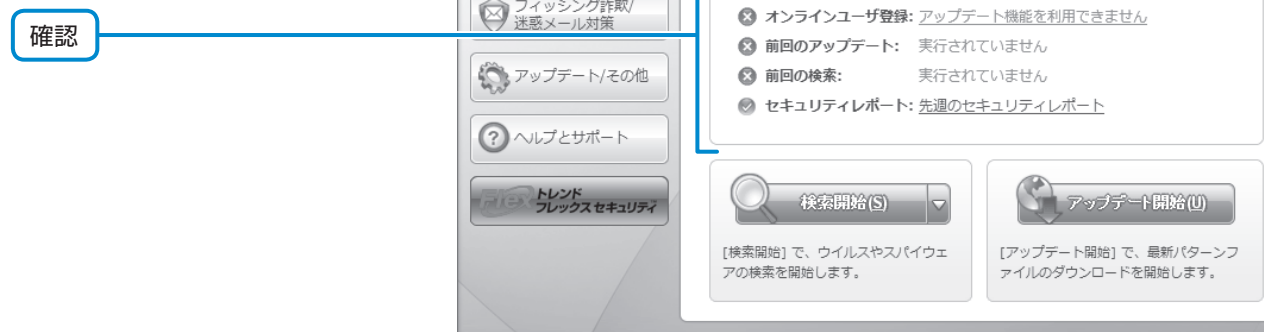 フィッシング詐欺/
迷惑メール対策
確認
オンラインユーザ登録: アップデート機能を利用できません
前回のアップデート: 実行されていません
アップデート/その他
前回の検索: 実行されていません
セキュリティレポート: 先週のセキュリティレポート
ヘルプとサポート
Flex トレンド
フレックス セキュリティ
検索開始(S)
[検索開始] で、ウイルスやスパイウェ
アの検索を開始します。
アップデート開始(U)
[アップデート開始] で、最新パターンフ
ァイルのダウンロードを開始します。